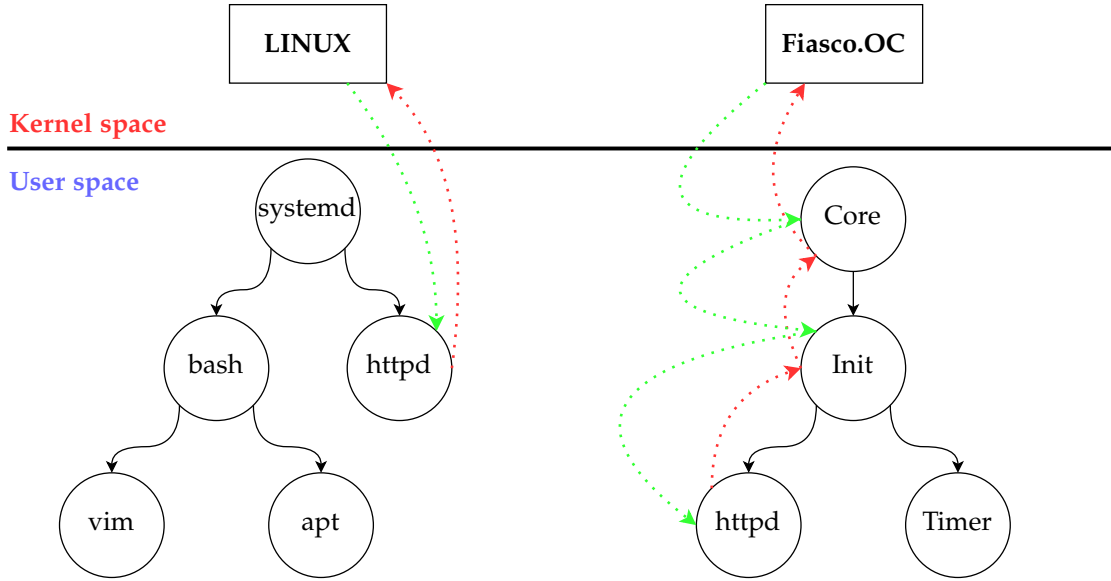 LINUX
Fiasco.OC
Kernel space
User space
systemd
Core
bash
httpd
Init
vim
apt
httpd
Timer